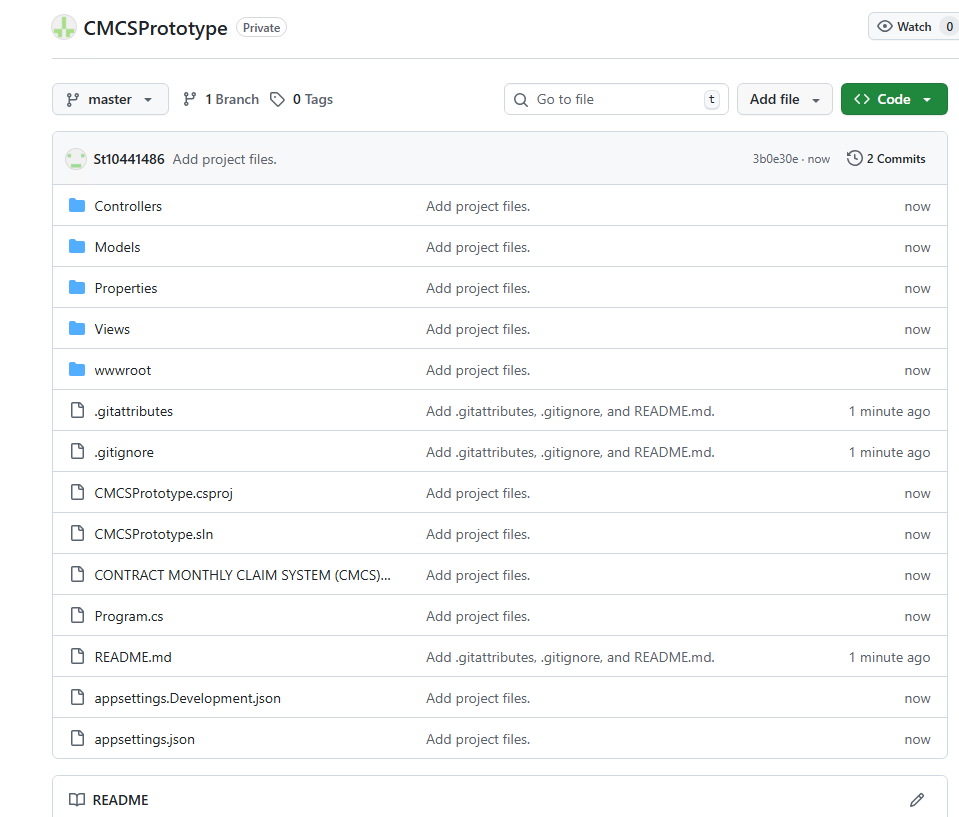 CMCSPrototype Private
Watch 0
master 1 Branch 0 Tags Go to file t Add file <> Code
St10441486 Add project files. 3b0e30e · now 2 Commits
Controllers Add project files. now
Models Add project files. now
Properties Add project files. now
Views Add project files. now
wwwroot Add project files. now
.gitattributes Add .gitattributes, .gitignore, and README.md. 1 minute ago
.gitignore Add .gitattributes, .gitignore, and README.md. 1 minute ago
CMCSPrototype.csproj Add project files. now
CMCSPrototype.sln Add project files. now
CONTRACT MONTHLY CLAIM SYSTEM (CMCS)... Add project files. now
Program.cs Add project files. now
README.md Add .gitattributes, .gitignore, and README.md. 1 minute ago
appsettings.Development.json Add project files. now
appsettings.json Add project files. now
README